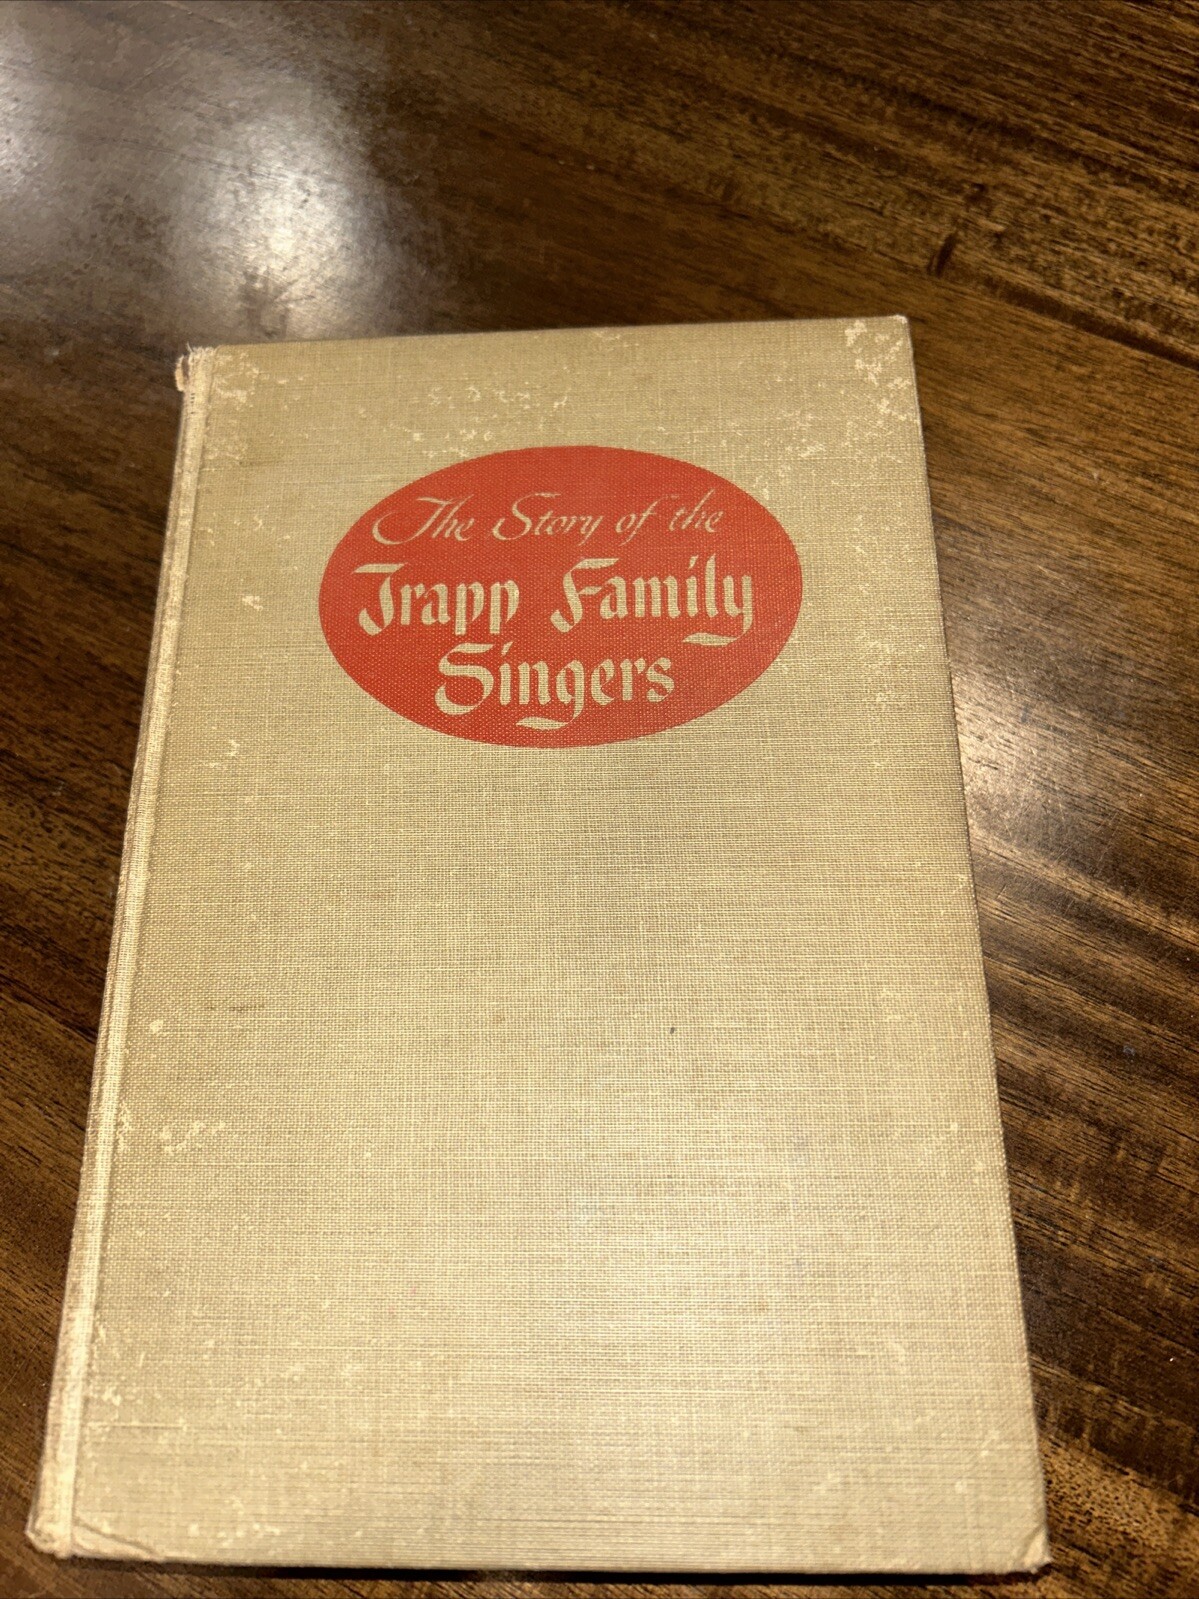 The Story of the
Trapp Family
Singers